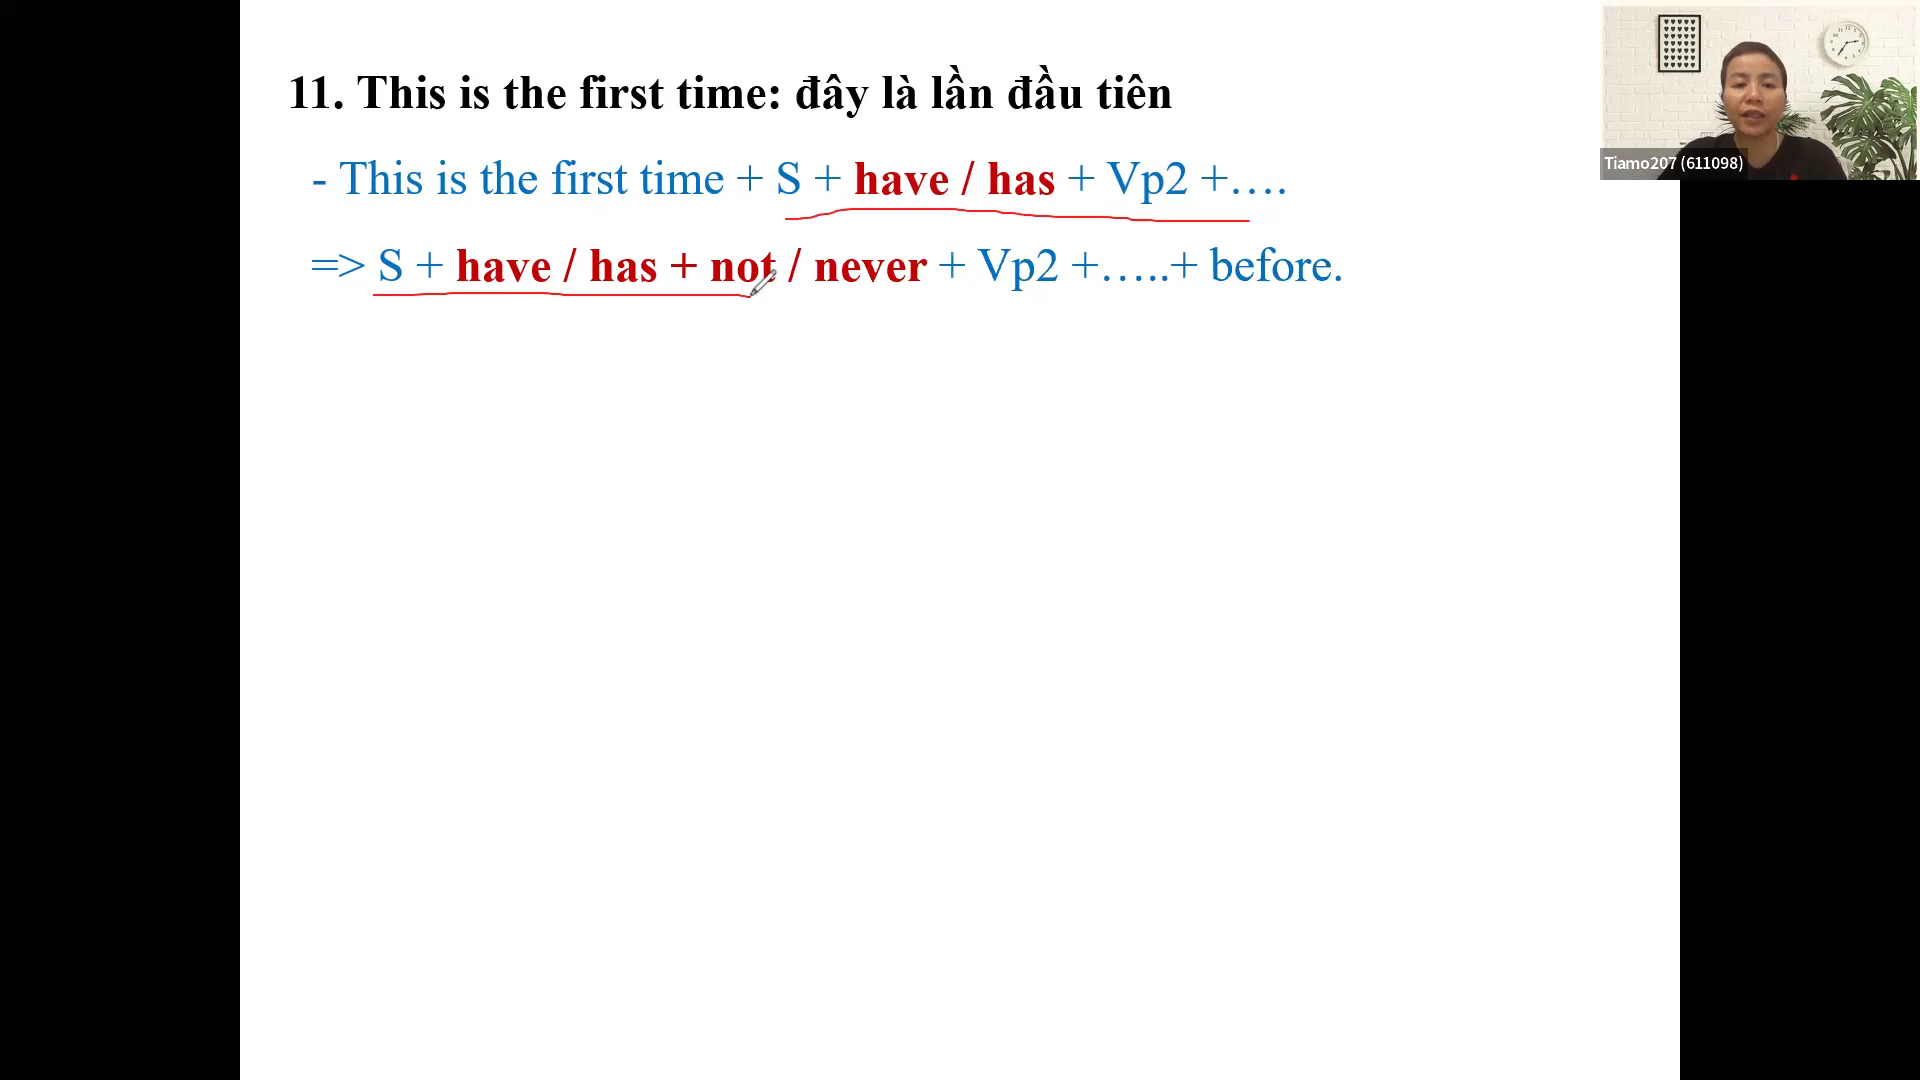 11. This is the first time: đây là lần đầu tiên
- This is the first time + S + have / has + Vp2 +….
=> S + have / has + not / never + Vp2 +…..+ before.
Tiamo207 (611098)